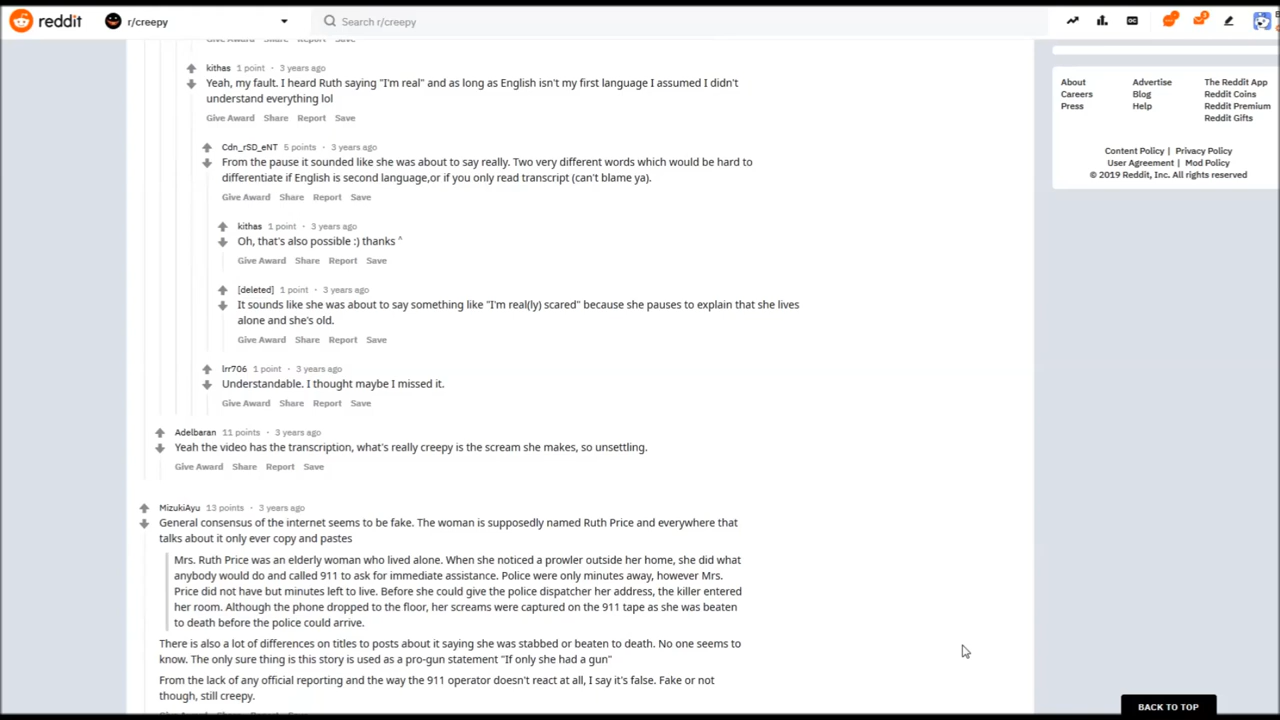 reddit
r/creepy
Search r/creepy
Give Award Share Report Save
kithas 1 point · 3 years ago
Yeah, my fault. I heard Ruth saying "I'm real" and as long as English isn't my first language I assumed I didn't
understand everything lol
Give Award Share Report Save
Cdn_rSD_eNT 5 points · 3 years ago
From the pause it sounded like she was about to say really. Two very different words which would be hard to
differentiate if English is second language,or if you only read transcript (can't blame ya).
Give Award Share Report Save
kithas 1 point · 3 years ago
Oh, that's also possible :) thanks ^
Give Award Share Report Save
[deleted] 1 point · 3 years ago
It sounds like she was about to say something like "I'm real(ly) scared" because she pauses to explain that she lives
alone and she's old.
Give Award Share Report Save
lrr706 1 point · 3 years ago
Understandable. I thought maybe I missed it.
Give Award Share Report Save
Adelbaran 11 points · 3 years ago
Yeah the video has the transcription, what's really creepy is the scream she makes, so unsettling.
Give Award Share Report Save
MizukiAyu 13 points · 3 years ago
General consensus of the internet seems to be fake. The woman is supposedly named Ruth Price and everywhere that
talks about it only ever copy and pastes
Mrs. Ruth Price was an elderly woman who lived alone. When she noticed a prowler outside her home, she did what
anybody would do and called 911 to ask for immediate assistance. Police were only minutes away, however Mrs.
Price did not have but minutes left to live. Before she could give the police dispatcher her address, the killer entered
her room. Although the phone dropped to the floor, her screams were captured on the 911 tape as she was beaten
to death before the police could arrive.
There is also a lot of differences on titles to posts about it saying she was stabbed or beaten to death. No one seems to
know. The only sure thing is this story is used as a pro-gun statement "If only she had a gun"
From the lack of any official reporting and the way the 911 operator doesn't react at all, I say it's false. Fake or not
though, still creepy.
About Advertise The Reddit App
Careers Blog Reddit Coins
Press Help Reddit Premium
Reddit Gifts
Content Policy | Privacy Policy
User Agreement | Mod Policy
© 2019 Reddit, Inc. All rights reserved
BACK TO TOP